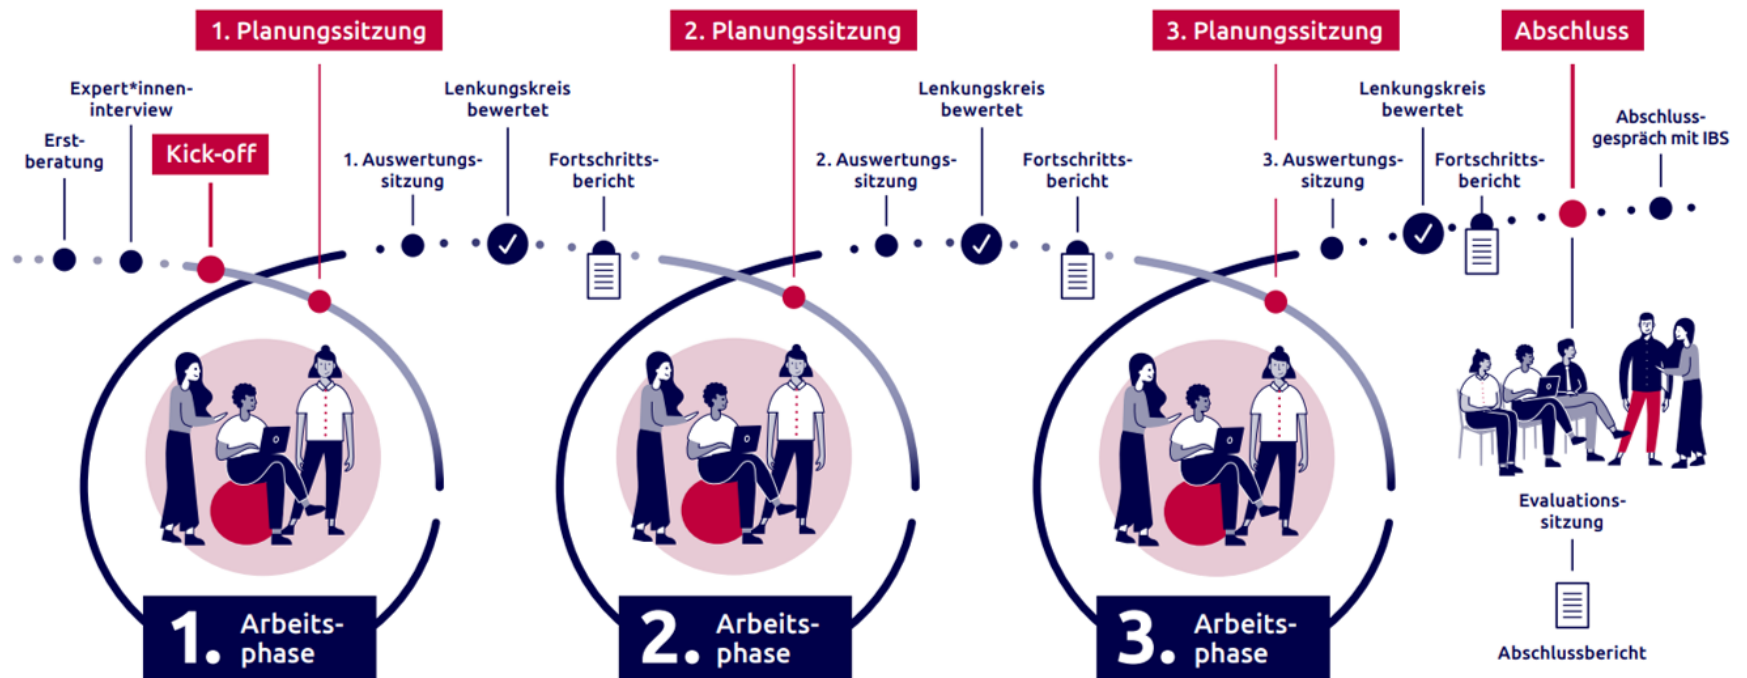 1. Planungssitzung
2. Planungssitzung
3. Planungssitzung
Abschluss
Expert*innen-
interview
Erst-
beratung
Kick-off
1. Auswertungs-
sitzung
Lenkungskreis
bewertet
Fortschritts-
bericht
2. Auswertungs-
sitzung
Lenkungskreis
bewertet
Fortschritts-
bericht
3. Auswertungs-
sitzung
Lenkungskreis
bewertet
Fortschritts-
bericht
Abschluss-
gespräch mit IBS
1. Arbeits-
phase
2. Arbeits-
phase
3. Arbeits-
phase
Evaluations-
sitzung
Abschlussbericht